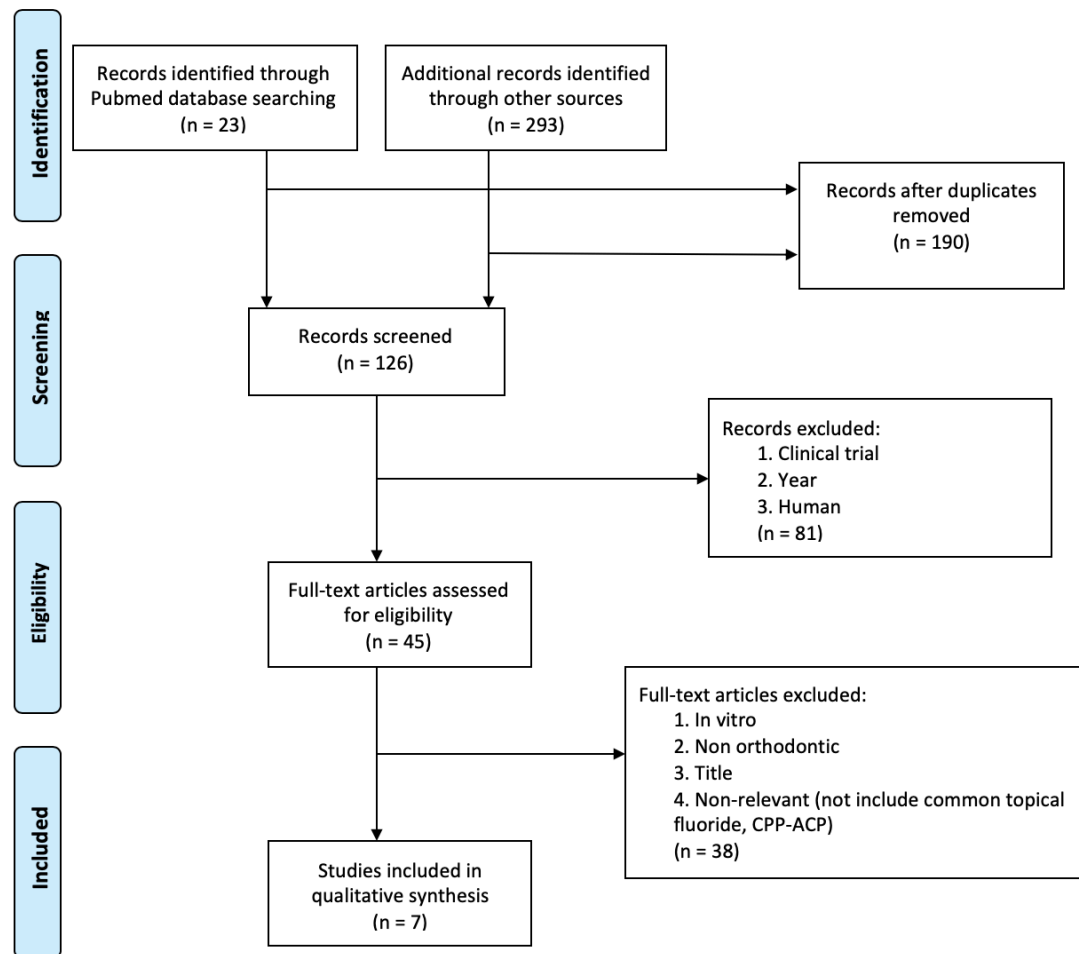 Identification
Records identified through
Pubmed database searching
(n = 23)
Additional records identified
through other sources
(n = 293)
Records after duplicates
removed
(n = 190)
Screening
Records screened
(n = 126)
Records excluded:
1. Clinical trial
2. Year
3. Human
(n = 81)
Eligibility
Full-text articles assessed
for eligibility
(n = 45)
Full-text articles excluded:
1. In vitro
2. Non orthodontic
3. Title
4. Non-relevant (not include common topical
fluoride, CPP-ACP)
(n = 38)
Included
Studies included in
qualitative synthesis
(n = 7)